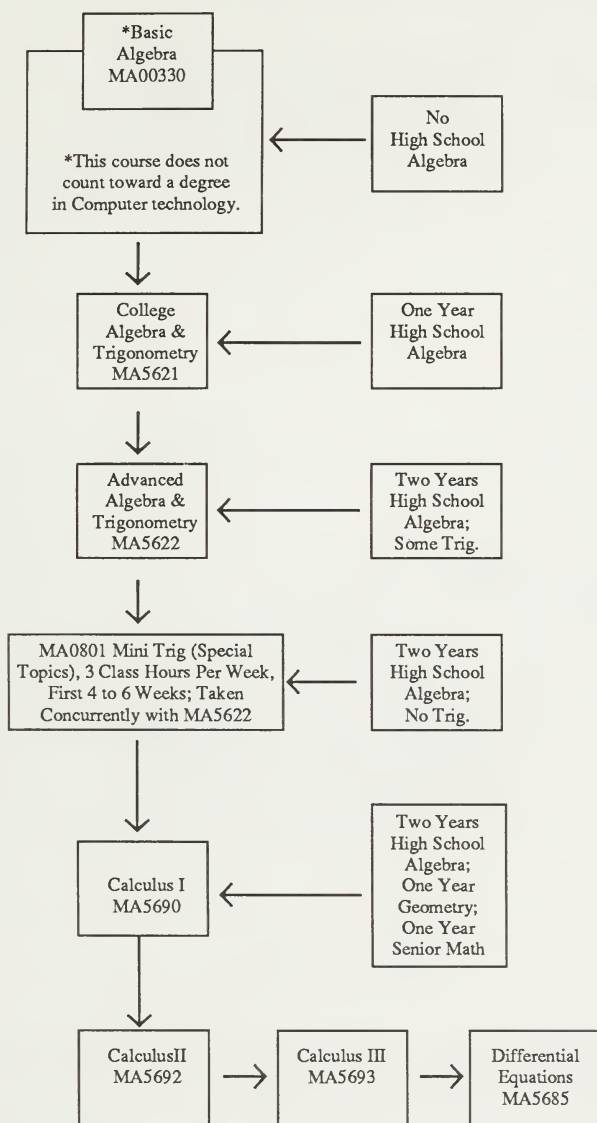 *Basic
Algebra
MA00330
*This course does not
count toward a degree
in Computer technology.
No
High School
Algebra
College
Algebra &
Trigonometry
MA5621
One Year
High School
Algebra
Advanced
Algebra &
Trigonometry
MA5622
Two Years
High School
Algebra;
Some Trig.
MA0801 Mini Trig (Special
Topics), 3 Class Hours Per Week,
First 4 to 6 Weeks; Taken
Concurrently with MA5622
Two Years
High School
Algebra;
No Trig.
Calculus I
MA5690
Two Years
High School
Algebra;
One Year
Geometry;
One Year
Senior Math
CalculusII
MA5692
Calculus III
MA5693
Differential
Equations
MA5685